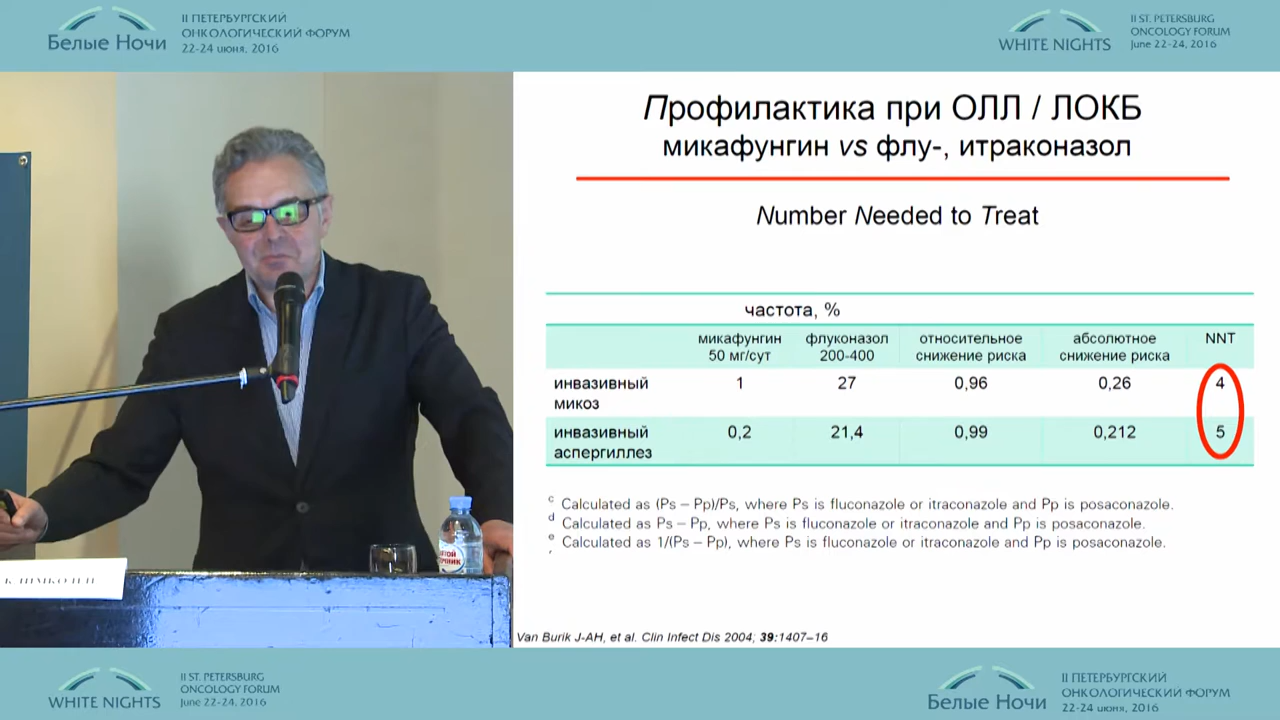 Белые Ночи
II ПЕТЕРБУРГСКИЙ
ОНКОЛОГИЧЕСКИЙ ФОРУМ
22-24 июня, 2016
WHITE NIGHTS
II ST. PETERSBURG
ONCOLOGY FORUM
June 22-24, 2016
Профилактика при ОЛЛ / ЛОКБ
микафунгин vs флу-, итраконазол
Number Needed to Treat
частота, %
микафунгин 50 мг/сут флуконазол 200-400 относительное снижение риска абсолютное снижение риска NNT
инвазивный микоз 1 27 0,96 0,26 4
инвазивный аспергиллез 0,2 21,4 0,99 0,212 5
c Calculated as (Ps – Pp)/Ps, where Ps is fluconazole or itraconazole and Pp is posaconazole.
d Calculated as Ps – Pp, where Ps is fluconazole or itraconazole and Pp is posaconazole.
e Calculated as 1/(Ps – Pp), where Ps is fluconazole or itraconazole and Pp is posaconazole.
Van Burik J-AH, et al. Clin Infect Dis 2004; 39:1407–16
WHITE NIGHTS
II ST. PETERSBURG
ONCOLOGY FORUM
June 22-24, 2016
Белые Ночи
II ПЕТЕРБУРГСКИЙ
ОНКОЛОГИЧЕСКИЙ ФОРУМ
22-24 июня, 2016